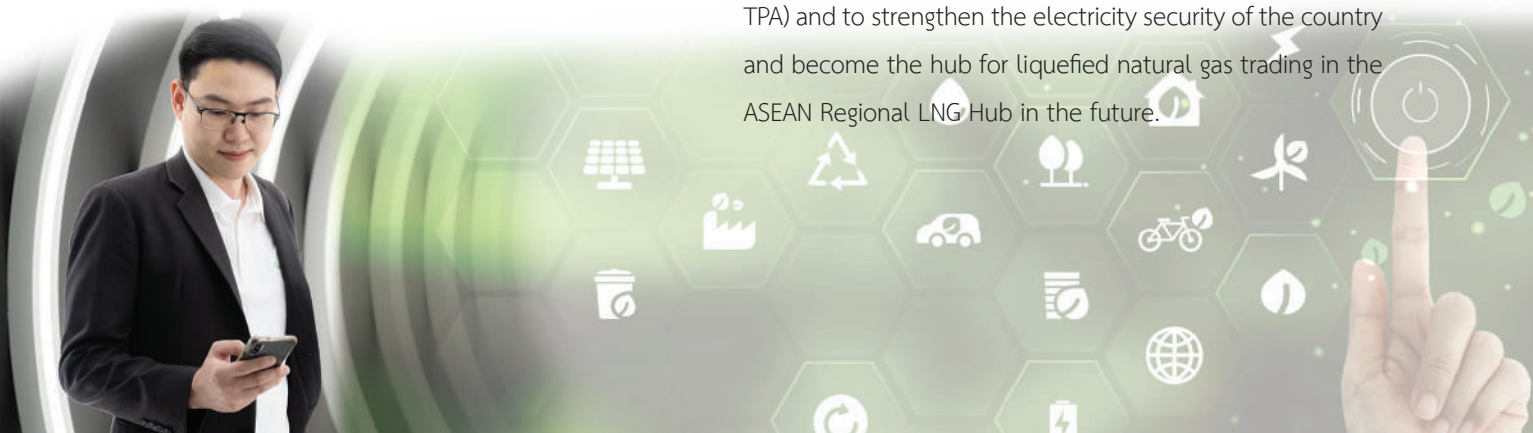 TPA) and to strengthen the electricity security of the country
and become the hub for liquefied natural gas trading in the
ASEAN Regional LNG Hub in the future.